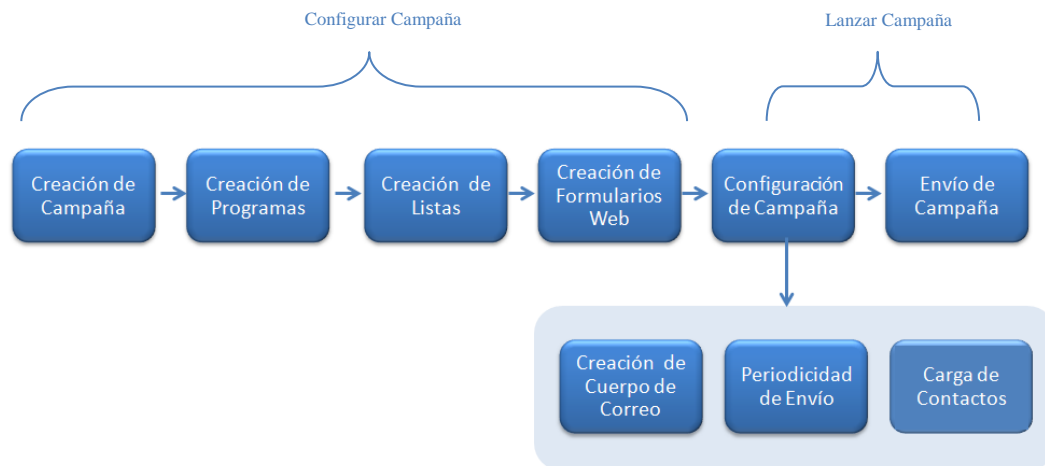 Configurar Campaña
Lanzar Campaña
Creación de
Campaña
Creación de
Programas
Creación de
Listas
Creación de
Formularios
Web
Configuración
de Campaña
Envío de
Campaña
Creación de
Cuerpo de
Correo
Periodicidad
de Envío
Carga de
Contactos